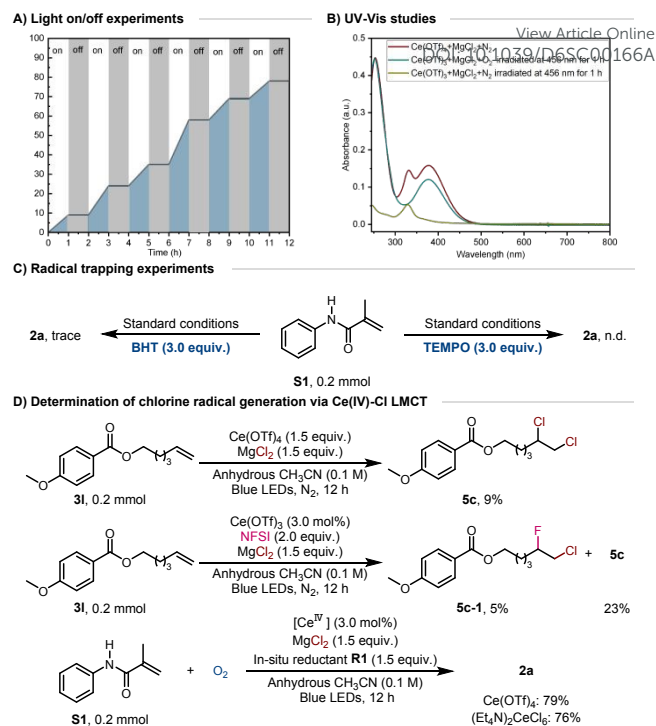 A) Light on/off experiments
B) UV-Vis studies
View Article Online
DOI: 10.1039/D6SC00166A
100
90
80
70
60
50
40
30
20
10
0
on off on off on off on off on off on off
0 1 2 3 4 5 6 7 8 9 10 11 12
Time (h)
0.5
0.4
0.3
0.2
0.1
0.0
Absorbance (a.u.)
Ce(OTf)3+MgCl2+N2
Ce(OTf)3+MgCl2+O2 irradiated at 456 nm for 1 h
Ce(OTf)3+MgCl2+N2 irradiated at 456 nm for 1 h
300 400 500 600 700 800
Wavelength (nm)
C) Radical trapping experiments
2a, trace
Standard conditions
BHT (3.0 equiv.)
H
N
O
S1, 0.2 mmol
Standard conditions
TEMPO (3.0 equiv.)
2a, n.d.
D) Determination of chlorine radical generation via Ce(IV)-Cl LMCT
O
O
3
O
3l, 0.2 mmol
Ce(OTf)4 (1.5 equiv.)
MgCl2 (1.5 equiv.)
Anhydrous CH3CN (0.1 M)
Blue LEDs, N2, 12 h
O
Cl
O
3
Cl
O
5c, 9%
O
O
3
O
3l, 0.2 mmol
Ce(OTf)3 (3.0 mol%)
NFSI (2.0 equiv.)
MgCl2 (1.5 equiv.)
Anhydrous CH3CN (0.1 M)
Blue LEDs, N2, 12 h
O
F
O
3
Cl
O
5c-1, 5%
+ 5c
23%
H
N
O
S1
+ O2
[CeIV] (3.0 mol%)
MgCl2 (1.5 equiv.)
In-situ reductant R1 (1.5 equiv.)
Anhydrous CH3CN (0.1 M)
Blue LEDs, 12 h
2a
Ce(OTf)4: 79%
(Et4N)2CeCl6: 76%